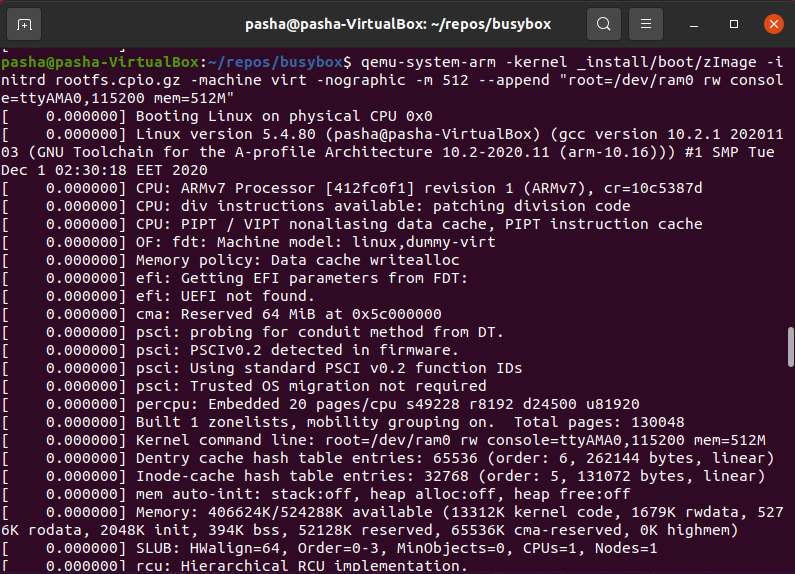 pasha@pasha-VirtualBox: ~/repos/busybox
pasha@pasha-VirtualBox:~/repos/busybox$ qemu-system-arm -kernel _install/boot/zImage -i
nitrd rootfs.cpio.gz -machine virt -nographic -m 512 --append "root=/dev/ram0 rw consol
e=ttyAMA0,115200 mem=512M"
[    0.000000] Booting Linux on physical CPU 0x0
[    0.000000] Linux version 5.4.80 (pasha@pasha-VirtualBox) (gcc version 10.2.1 202011
03 (GNU Toolchain for the A-profile Architecture 10.2-2020.11 (arm-10.16))) #1 SMP Tue
Dec 1 02:30:18 EET 2020
[    0.000000] CPU: ARMv7 Processor [412fc0f1] revision 1 (ARMv7), cr=10c5387d
[    0.000000] CPU: div instructions available: patching division code
[    0.000000] CPU: PIPT / VIPT nonaliasing data cache, PIPT instruction cache
[    0.000000] OF: fdt: Machine model: linux,dummy-virt
[    0.000000] Memory policy: Data cache writealloc
[    0.000000] efi: Getting EFI parameters from FDT:
[    0.000000] efi: UEFI not found.
[    0.000000] cma: Reserved 64 MiB at 0x5c000000
[    0.000000] psci: probing for conduit method from DT.
[    0.000000] psci: PSCIv0.2 detected in firmware.
[    0.000000] psci: Using standard PSCI v0.2 function IDs
[    0.000000] psci: Trusted OS migration not required
[    0.000000] percpu: Embedded 20 pages/cpu s49228 r8192 d24500 u81920
[    0.000000] Built 1 zonelists, mobility grouping on.  Total pages: 130048
[    0.000000] Kernel command line: root=/dev/ram0 rw console=ttyAMA0,115200 mem=512M
[    0.000000] Dentry cache hash table entries: 65536 (order: 6, 262144 bytes, linear)
[    0.000000] Inode-cache hash table entries: 32768 (order: 5, 131072 bytes, linear)
[    0.000000] mem auto-init: stack:off, heap alloc:off, heap free:off
[    0.000000] Memory: 406624K/524288K available (13312K kernel code, 1679K rwdata, 527
6K rodata, 2048K init, 394K bss, 52128K reserved, 65536K cma-reserved, 0K highmem)
[    0.000000] SLUB: HWalign=64, Order=0-3, MinObjects=0, CPUs=1, Nodes=1
[    0.000000] rcu: Hierarchical RCU implementation.